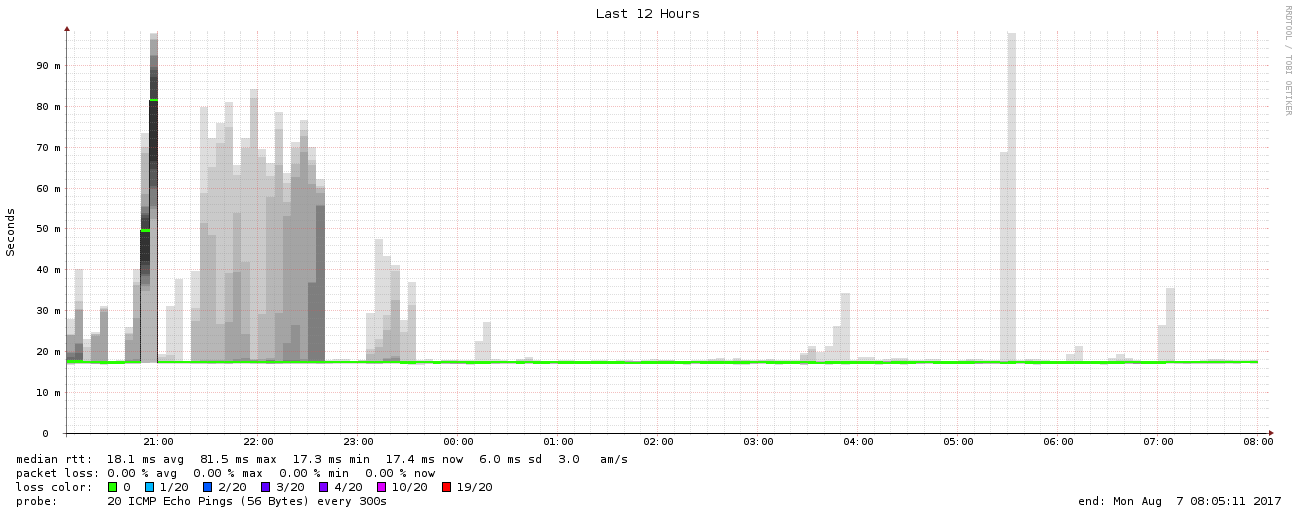 Last 12 Hours
RRDTOOL / TOBI OETIKER
Seconds
90 m
80 m
70 m
60 m
50 m
40 m
30 m
20 m
10 m
0
21:00 22:00 23:00 00:00 01:00 02:00 03:00 04:00 05:00 06:00 07:00 08:00
median rtt: 18.1 ms avg 81.5 ms max 17.3 ms min 17.4 ms now 6.0 ms sd 3.0 am/s
packet loss: 0.00 % avg 0.00 % max 0.00 % min 0.00 % now
loss color: 0 1/20 2/20 3/20 4/20 10/20 19/20
probe: 20 ICMP Echo Pings (56 Bytes) every 300s end: Mon Aug 7 08:05:11 2017